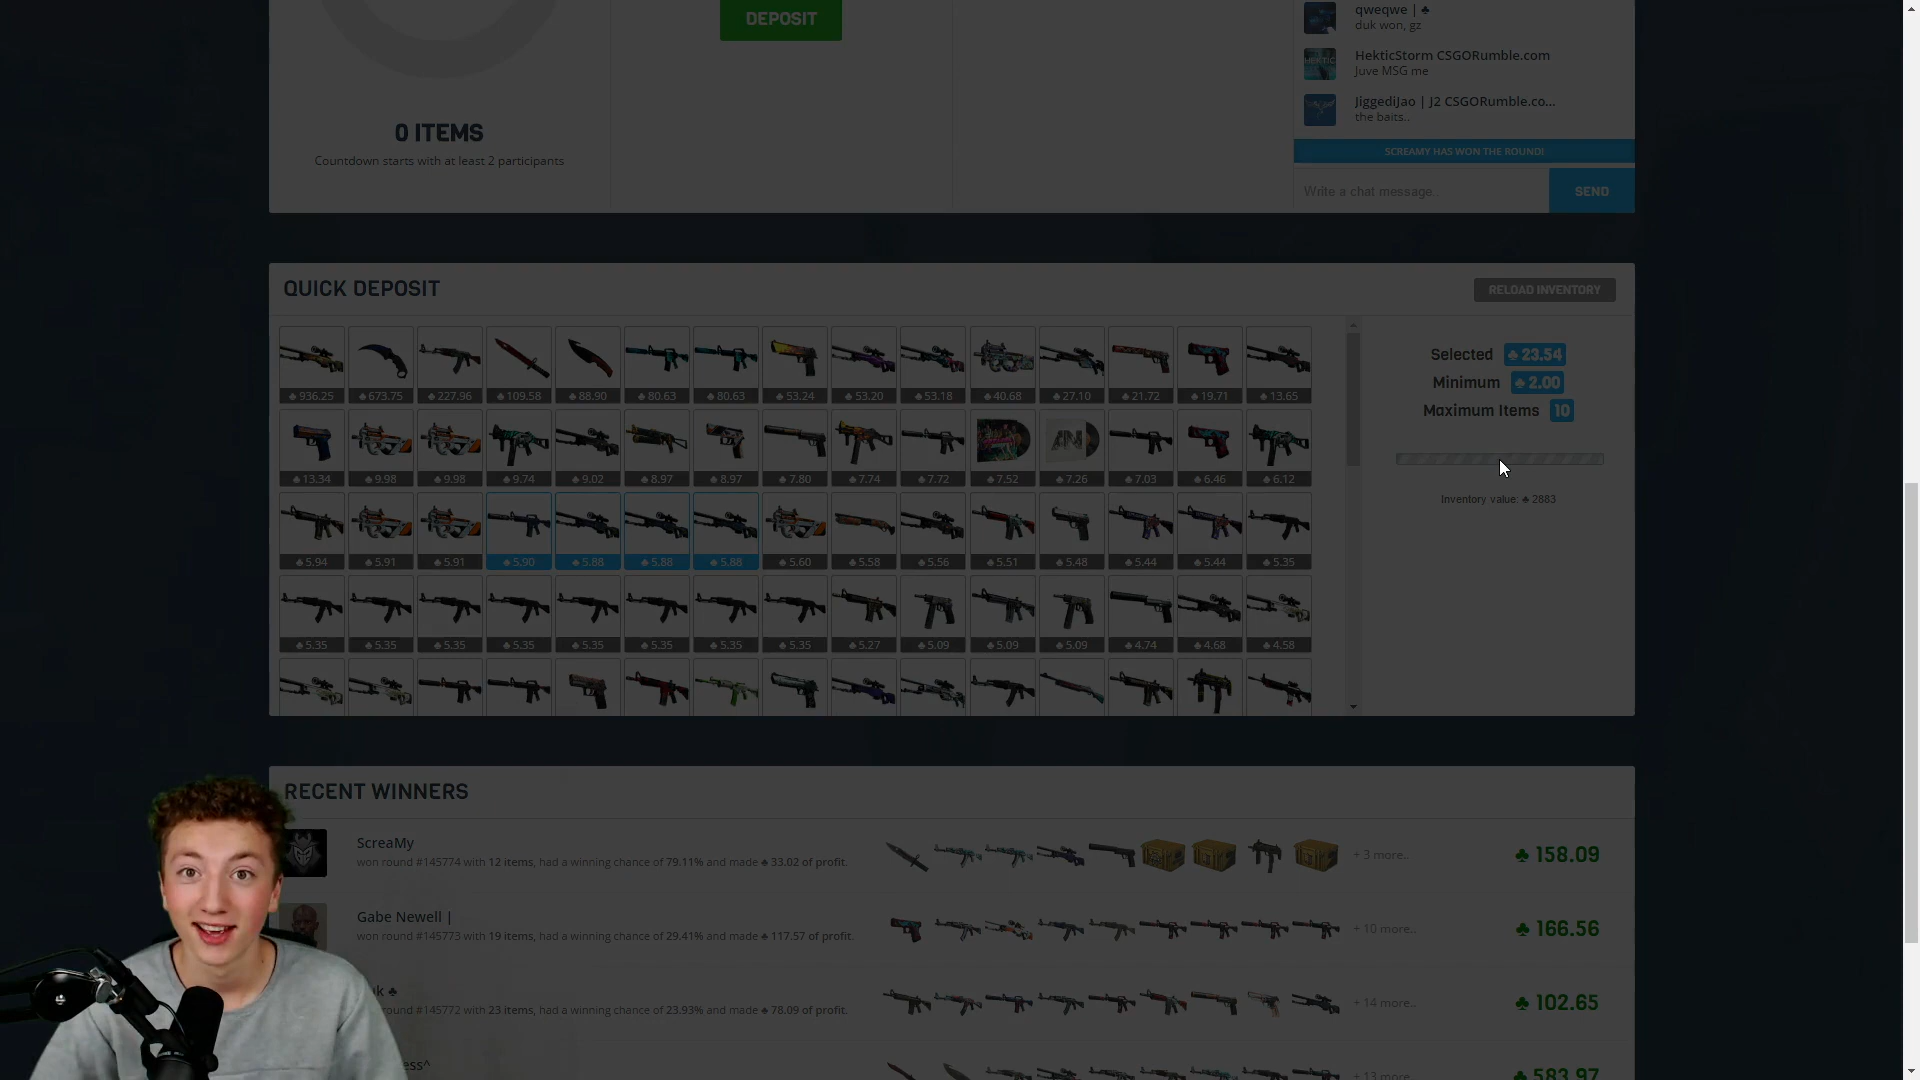 DEPOSIT
0 ITEMS
Countdown starts with at least 2 participants
qweqwe | ♣
duk won, gz
HekticStorm CSGORumble.com
Juve MSG me
JiggediJao | J2 CSGORumble.co...
the baits..
SCREAMY HAS WON THE ROUND!
Write a chat message..
SEND
QUICK DEPOSIT
RELOAD INVENTORY
♣ 936.25 ♣ 673.75 ♣ 227.96 ♣ 109.58 ♣ 88.90 ♣ 80.63 ♣ 80.63 ♣ 53.24 ♣ 53.20 ♣ 53.18 ♣ 40.68 ♣ 27.10 ♣ 21.72 ♣ 19.71 ♣ 13.65
♣ 13.34 ♣ 9.98 ♣ 9.98 ♣ 9.74 ♣ 9.02 ♣ 8.97 ♣ 8.97 ♣ 7.80 ♣ 7.74 ♣ 7.72 ♣ 7.52 ♣ 7.26 ♣ 7.03 ♣ 6.46 ♣ 6.12
♣ 5.94 ♣ 5.91 ♣ 5.91 ♣ 5.90 ♣ 5.88 ♣ 5.88 ♣ 5.88 ♣ 5.60 ♣ 5.58 ♣ 5.56 ♣ 5.51 ♣ 5.48 ♣ 5.44 ♣ 5.44 ♣ 5.35
♣ 5.35 ♣ 5.35 ♣ 5.35 ♣ 5.35 ♣ 5.35 ♣ 5.35 ♣ 5.35 ♣ 5.35 ♣ 5.27 ♣ 5.09 ♣ 5.09 ♣ 5.09 ♣ 4.74 ♣ 4.68 ♣ 4.58
Selected ♣ 23.54
Minimum ♣ 2.00
Maximum Items 10
Inventory value: ♣ 2883
RECENT WINNERS
ScreaMy
won round #145774 with 12 items, had a winning chance of 79.11% and made ♣ 33.02 of profit.
+ 3 more..
♣ 158.09
Gabe Newell |
won round #145773 with 19 items, had a winning chance of 29.41% and made ♣ 117.57 of profit.
+ 10 more..
♣ 166.56
k ♣
round #145772 with 23 items, had a winning chance of 23.93% and made ♣ 78.09 of profit.
+ 14 more..
♣ 102.65
ess^
+ 13 more..
♣ 583.97